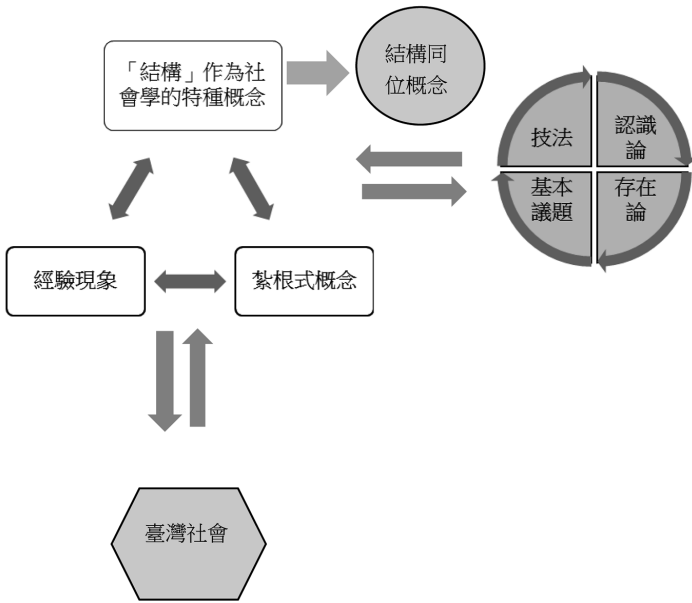 「結構」作為社
會學的特種概念
結構同
位概念
技法
認識
論
基本
議題
存在
論
經驗現象
紮根式概念
臺灣社會